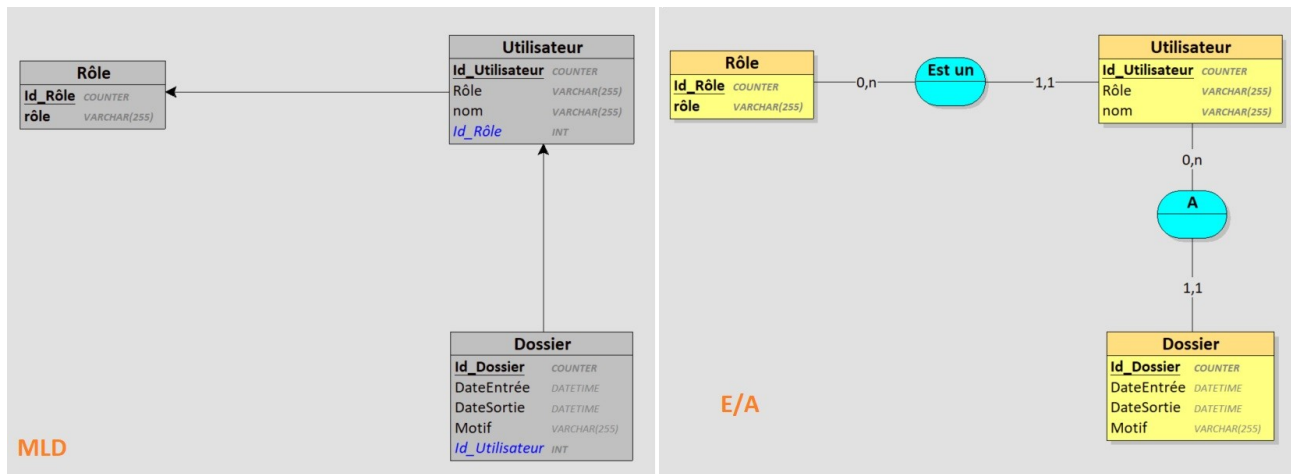 Rôle
Id_Rôle COUNTER
rôle VARCHAR(255)
Utilisateur
Id_Utilisateur COUNTER
Rôle VARCHAR(255)
nom VARCHAR(255)
Id_Rôle INT
Dossier
Id_Dossier COUNTER
DateEntrée DATETIME
DateSortie DATETIME
Motif VARCHAR(255)
Id_Utilisateur INT
MLD
Rôle
Id_Rôle COUNTER
rôle VARCHAR(255)
0,n
Est un
1,1
Utilisateur
Id_Utilisateur COUNTER
Rôle VARCHAR(255)
nom VARCHAR(255)
0,n
A
1,1
Dossier
Id_Dossier COUNTER
DateEntrée DATETIME
DateSortie DATETIME
Motif VARCHAR(255)
E/A